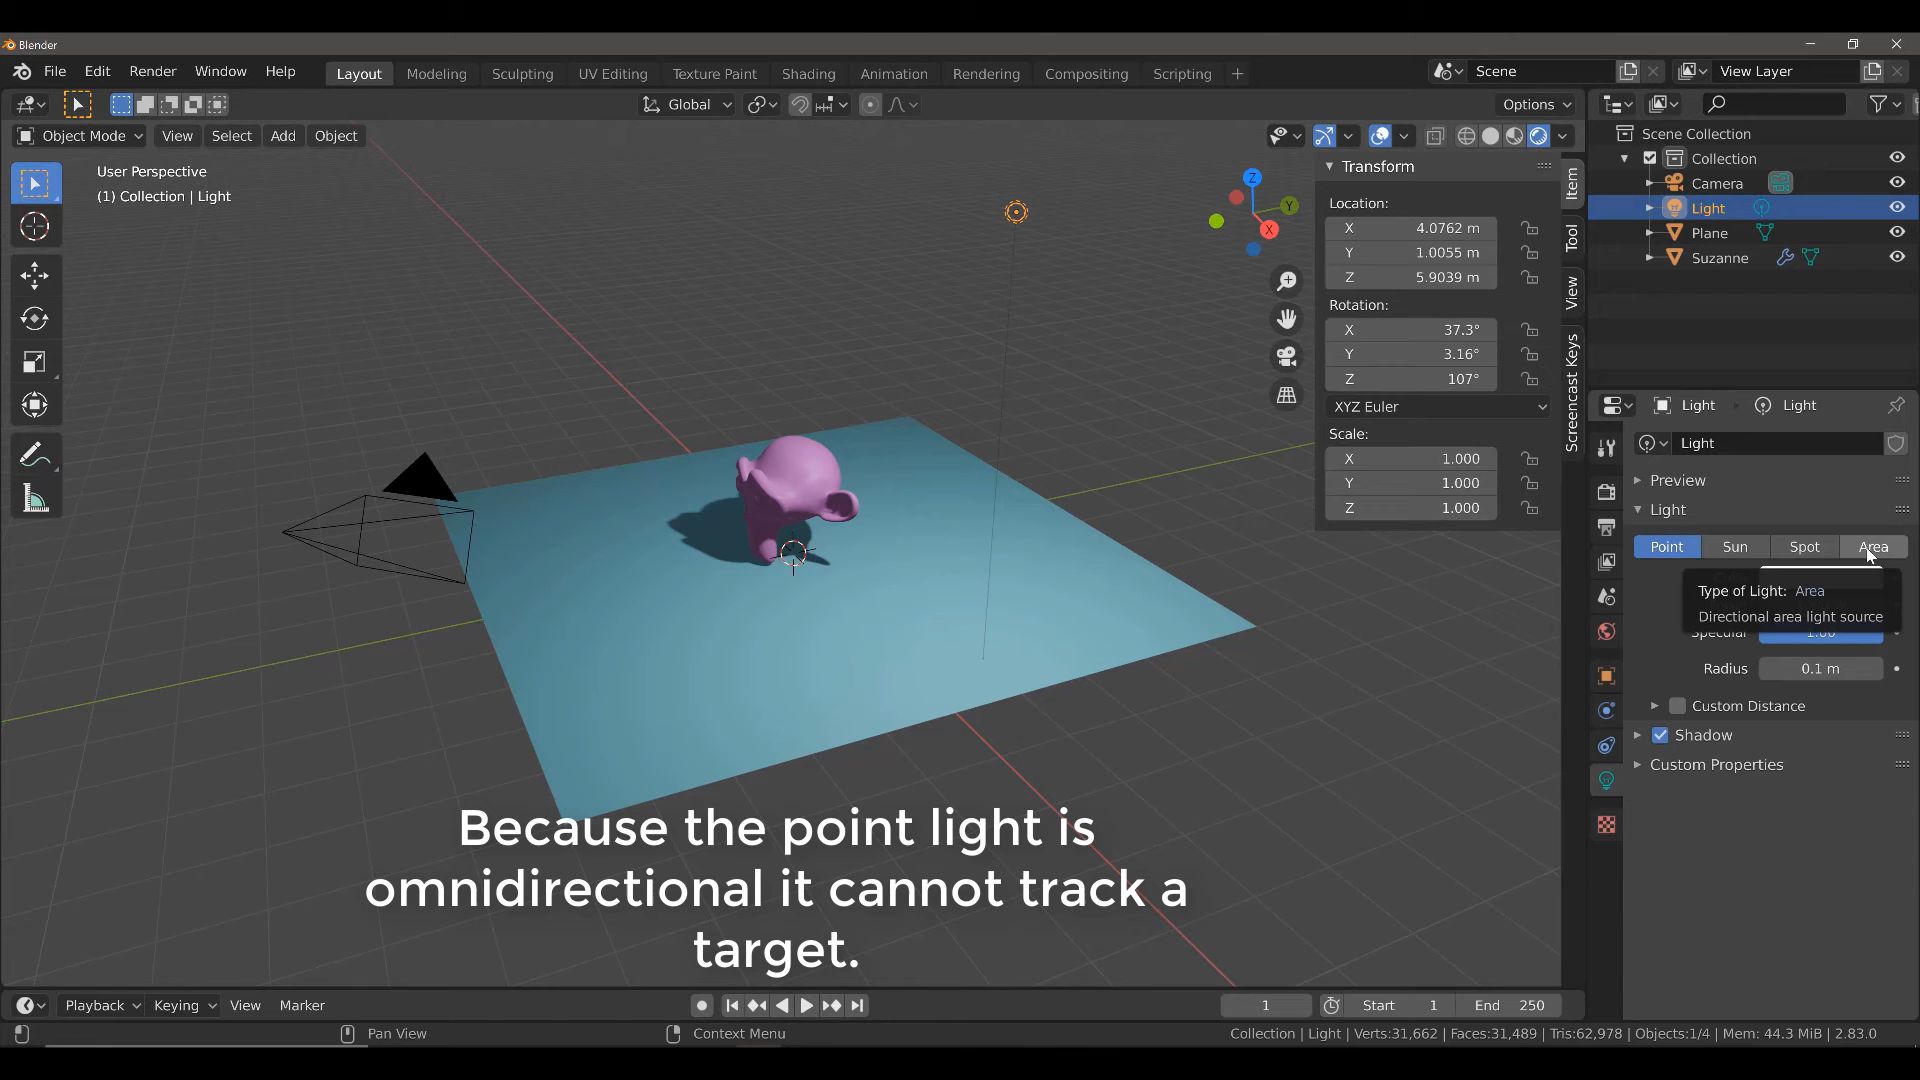 Blender
File Edit Render Window Help
Layout Modeling Sculpting UV Editing Texture Paint Shading Animation Rendering Compositing Scripting +
Scene
View Layer
Global
Options
Object Mode View Select Add Object
User Perspective
(1) Collection | Light
Z
Y
X
Transform
Location:
X 4.0762 m
Y 1.0055 m
Z 5.9039 m
Rotation:
X 37.3°
Y 3.16°
Z 107°
XYZ Euler
Scale:
X 1.000
Y 1.000
Z 1.000
Item
Tool
View
Screencast Keys
Scene Collection
Collection
Camera
Light
Plane
Suzanne
Light Light
Light
Preview
Light
Point Sun Spot Area
Type of Light: Area
Directional area light source
Specular 1.00
Radius 0.1 m
Custom Distance
Shadow
Custom Properties
Because the point light is
omnidirectional it cannot track a
target.
Playback Keying View Marker
1
Start 1 End 250
Pan View
Context Menu
Collection | Light | Verts:31,662 | Faces:31,489 | Tris:62,978 | Objects:1/4 | Mem: 44.3 MiB | 2.83.0